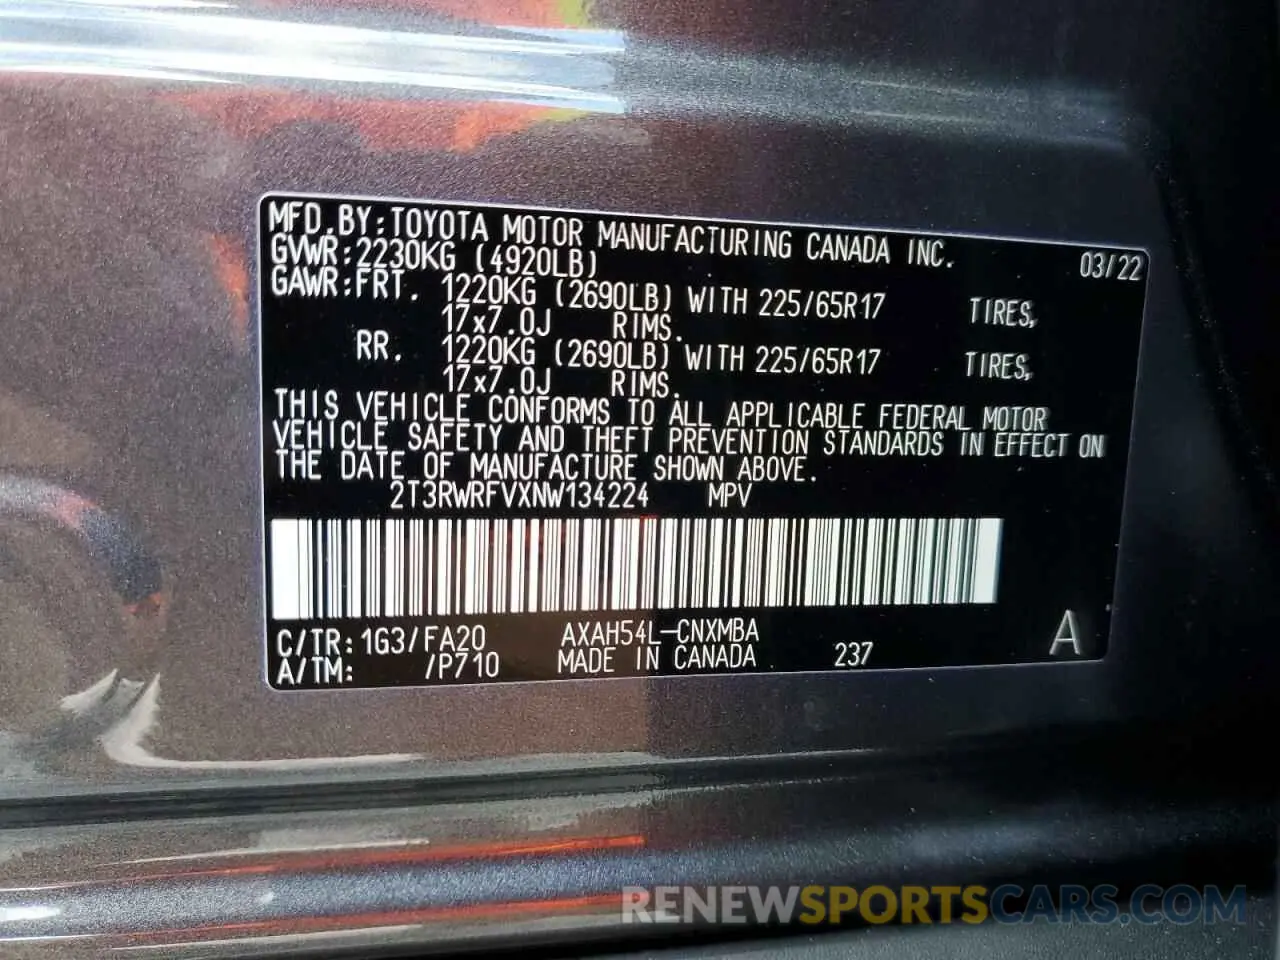 MFD.BY:TOYOTA MOTOR MANUFACTURING CANADA INC. 03/22
GVWR:2230KG (4920LB)
GAWR:FRT. 1220KG (2690LB) WITH 225/65R17 TIRES,
17x7.0J RIMS.
RR. 1220KG (2690LB) WITH 225/65R17 TIRES,
17x7.0J RIMS.
THIS VEHICLE CONFORMS TO ALL APPLICABLE FEDERAL MOTOR
VEHICLE SAFETY AND THEFT PREVENTION STANDARDS IN EFFECT ON
THE DATE OF MANUFACTURE SHOWN ABOVE.
2T3RWRFVXNW134224 MPV
C/TR:1G3/FA20 AXAH54L-CNXMBA
A/TM: /P710 MADE IN CANADA 237 A
RENEWSPORTSCARS.COM